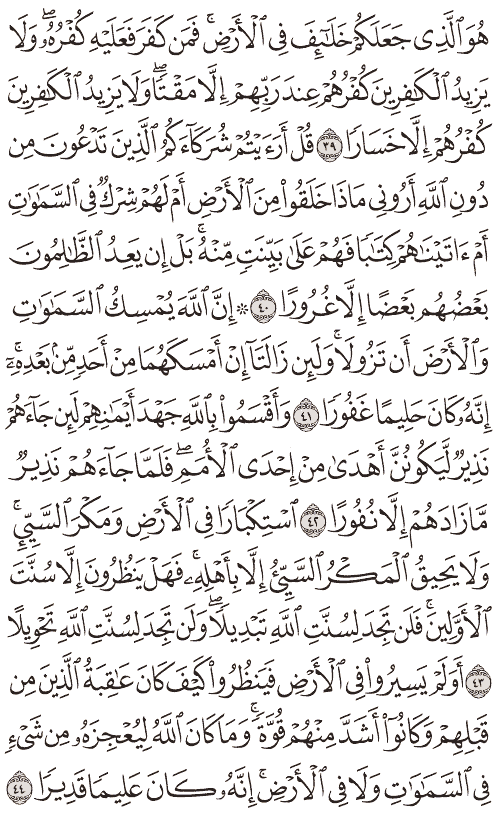 هُوَ ٱلَّذِي جَعَلَكُمۡ خَلَٰٓئِفَ فِي ٱلۡأَرۡضِۚ فَمَن كَفَرَ فَعَلَيۡهِ كُفۡرُهُۥۖ وَلَا
يَزِيدُ ٱلۡكَٰفِرِينَ كُفۡرُهُمۡ عِندَ رَبِّهِمۡ إِلَّا مَقۡتٗاۖ وَلَا يَزِيدُ ٱلۡكَٰفِرِينَ
كُفۡرُهُمۡ إِلَّا خَسَارٗا ٣٩ قُلۡ أَرَءَيۡتُمۡ شُرَكَآءَكُمُ ٱلَّذِينَ تَدۡعُونَ مِن
دُونِ ٱللَّهِ أَرُونِي مَاذَا خَلَقُواْ مِنَ ٱلۡأَرۡضِ أَمۡ لَهُمۡ شِرۡكٞ فِي ٱلسَّمَٰوَٰتِ
أَمۡ ءَاتَيۡنَٰهُمۡ كِتَٰبٗا فَهُمۡ عَلَىٰ بَيِّنَتٖ مِّنۡهُۚ بَلۡ إِن يَعِدُ ٱلظَّٰلِمُونَ
بَعۡضُهُم بَعۡضًا إِلَّا غُرُورًا ٤٠ ۞ إِنَّ ٱللَّهَ يُمۡسِكُ ٱلسَّمَٰوَٰتِ
وَٱلۡأَرۡضَ أَن تَزُولَاۚ وَلَئِن زَالَتَآ إِنۡ أَمۡسَكَهُمَا مِنۡ أَحَدٖ مِّنۢ بَعۡدِهِۦٓۚ
إِنَّهُۥ كَانَ حَلِيمًا غَفُورٗا ٤١ وَأَقۡسَمُواْ بِٱللَّهِ جَهۡدَ أَيۡمَٰنِهِمۡ لَئِن جَآءَهُمۡ
نَذِيرٞ لَّيَكُونُنَّ أَهۡدَىٰ مِنۡ إِحۡدَى ٱلۡأُمَمِۖ فَلَمَّا جَآءَهُمۡ نَذِيرٞ
مَّا زَادَهُمۡ إِلَّا نُفُورًا ٤٢ ٱسۡتِكۡبَارٗا فِي ٱلۡأَرۡضِ وَمَكۡرَ ٱلسَّيِّيِٕۚ
وَلَا يَحِيقُ ٱلۡمَكۡرُ ٱلسَّيِّئُ إِلَّا بِأَهۡلِهِۦۚ فَهَلۡ يَنظُرُونَ إِلَّا سُنَّتَ
ٱلۡأَوَّلِينَۚ فَلَن تَجِدَ لِسُنَّتِ ٱللَّهِ تَبۡدِيلٗاۖ وَلَن تَجِدَ لِسُنَّتِ ٱللَّهِ تَحۡوِيلًا
٤٣ أَوَلَمۡ يَسِيرُواْ فِي ٱلۡأَرۡضِ فَيَنظُرُواْ كَيۡفَ كَانَ عَٰقِبَةُ ٱلَّذِينَ مِن
قَبۡلِهِمۡ وَكَانُوٓاْ أَشَدَّ مِنۡهُمۡ قُوَّةٗۚ وَمَا كَانَ ٱللَّهُ لِيُعۡجِزَهُۥ مِن شَيۡءٖ
فِي ٱلسَّمَٰوَٰتِ وَلَا فِي ٱلۡأَرۡضِۚ إِنَّهُۥ كَانَ عَلِيمٗا قَدِيرٗا ٤٤